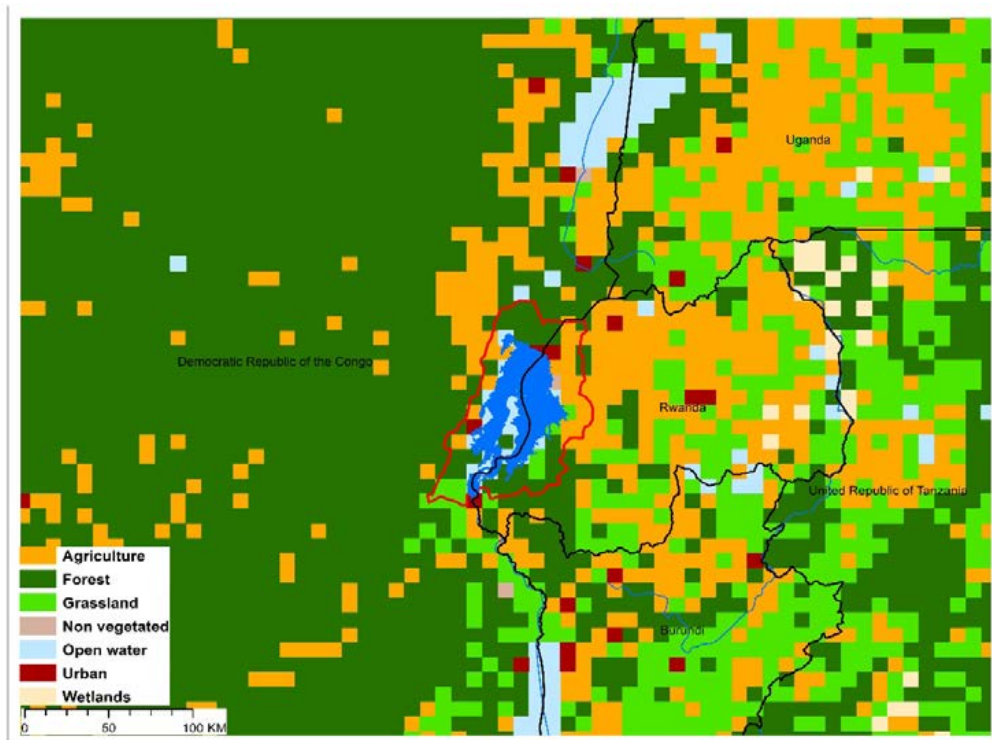 Uganda
Democratic Republic of the Congo
Rwanda
United Republic of Tanzania
Burundi
Agriculture
Forest
Grassland
Non vegetated
Open water
Urban
Wetlands
0 50 100 KM